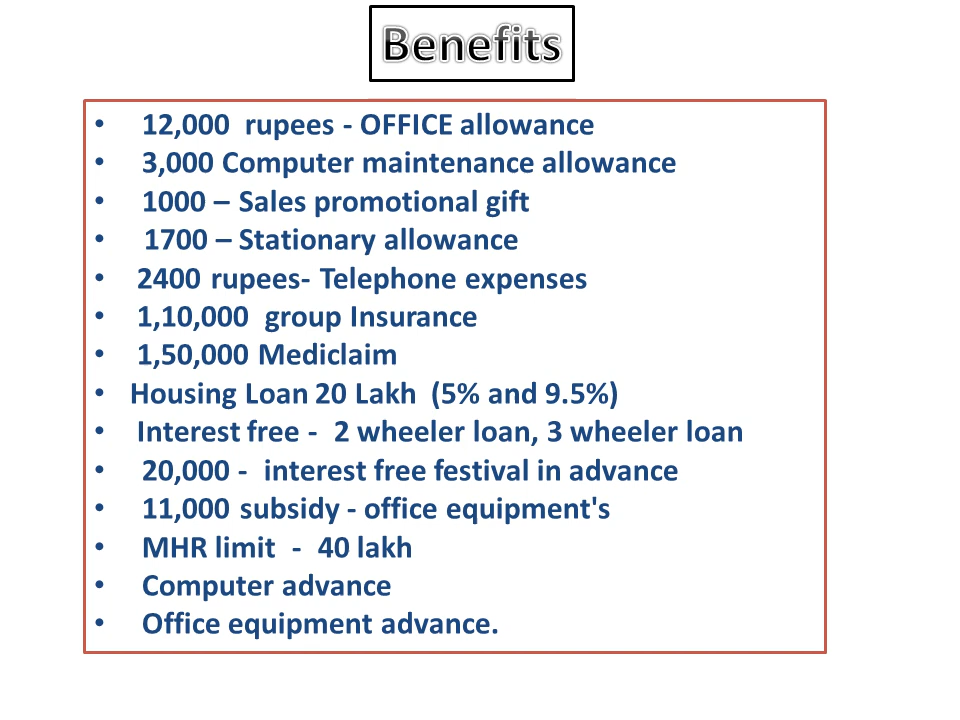 Benefits
• 12,000 rupees - OFFICE allowance
• 3,000 Computer maintenance allowance
• 1000 – Sales promotional gift
• 1700 – Stationary allowance
• 2400 rupees- Telephone expenses
• 1,10,000 group Insurance
• 1,50,000 Mediclaim
• Housing Loan 20 Lakh (5% and 9.5%)
• Interest free - 2 wheeler loan, 3 wheeler loan
• 20,000 - interest free festival in advance
• 11,000 subsidy - office equipment's
• MHR limit - 40 lakh
• Computer advance
• Office equipment advance.